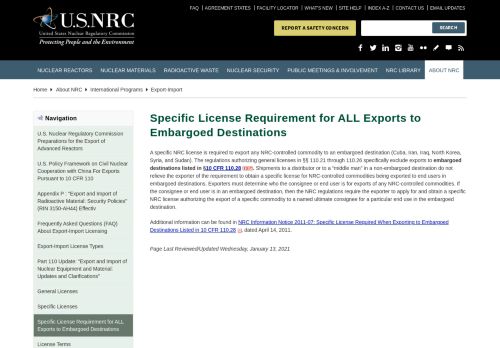 FAQ | AGREEMENT STATES | FACILITY LOCATOR | WHAT'S NEW | SITE HELP | INDEX A-Z | CONTACT US | EMAIL UPDATES
U.S.NRC
United States Nuclear Regulatory Commission
Protecting People and the Environment
REPORT A SAFETY CONCERN
SEARCH
NUCLEAR REACTORS NUCLEAR MATERIALS RADIOACTIVE WASTE NUCLEAR SECURITY PUBLIC MEETINGS & INVOLVEMENT NRC LIBRARY ABOUT NRC
Home About NRC International Programs Export-Import
Navigation
U.S. Nuclear Regulatory Commission
Preparations for the Export of
Advanced Reactors
U.S. Policy Framework on Civil Nuclear
Cooperation with China For Exports
Pursuant to 10 CFR 110
Appendix P : "Export and Import of
Radioactive Material: Security Policies"
(RIN 3150-AH44) Effective
Frequently Asked Questions (FAQ)
About Export-Import Licensing
Export-Import License Types
Part 110 Update: "Export and Import of
Nuclear Equipment and Material:
Updates and Clarifications"
General Licenses
Specific Licenses
Specific License Requirement for ALL
Exports to Embargoed Destinations
License Terms
Specific License Requirement for ALL Exports to
Embargoed Destinations
A specific NRC license is required to export any NRC-controlled commodity to an embargoed destination (Cuba, Iran, Iraq, North Korea,
Syria, and Sudan). The regulations authorizing general licenses in §§ 110.21 through 110.26 specifically exclude exports to embargoed
destinations listed in §10 CFR 110.28. Shipments to a distributor or to a "middle man" in a non-embargoed destination do not
relieve the exporter of the requirement to obtain a specific license for NRC-controlled commodities being exported to end users in
embargoed destinations. Exporters must determine who the consignee or end user is for exports of any NRC-controlled commodities. If
the consignee or end user is in an embargoed destination, then the NRC regulations require the exporter to apply for and obtain a specific
NRC license authorizing the export of a specific commodity to a named ultimate consignee for a particular end use in the embargoed
destination.
Additional information can be found in NRC Information Notice 2011-07: Specific License Required When Exporting to Embargoed
Destinations Listed in 10 CFR 110.28, dated April 14, 2011.
Page Last Reviewed/Updated Wednesday, January 13, 2021